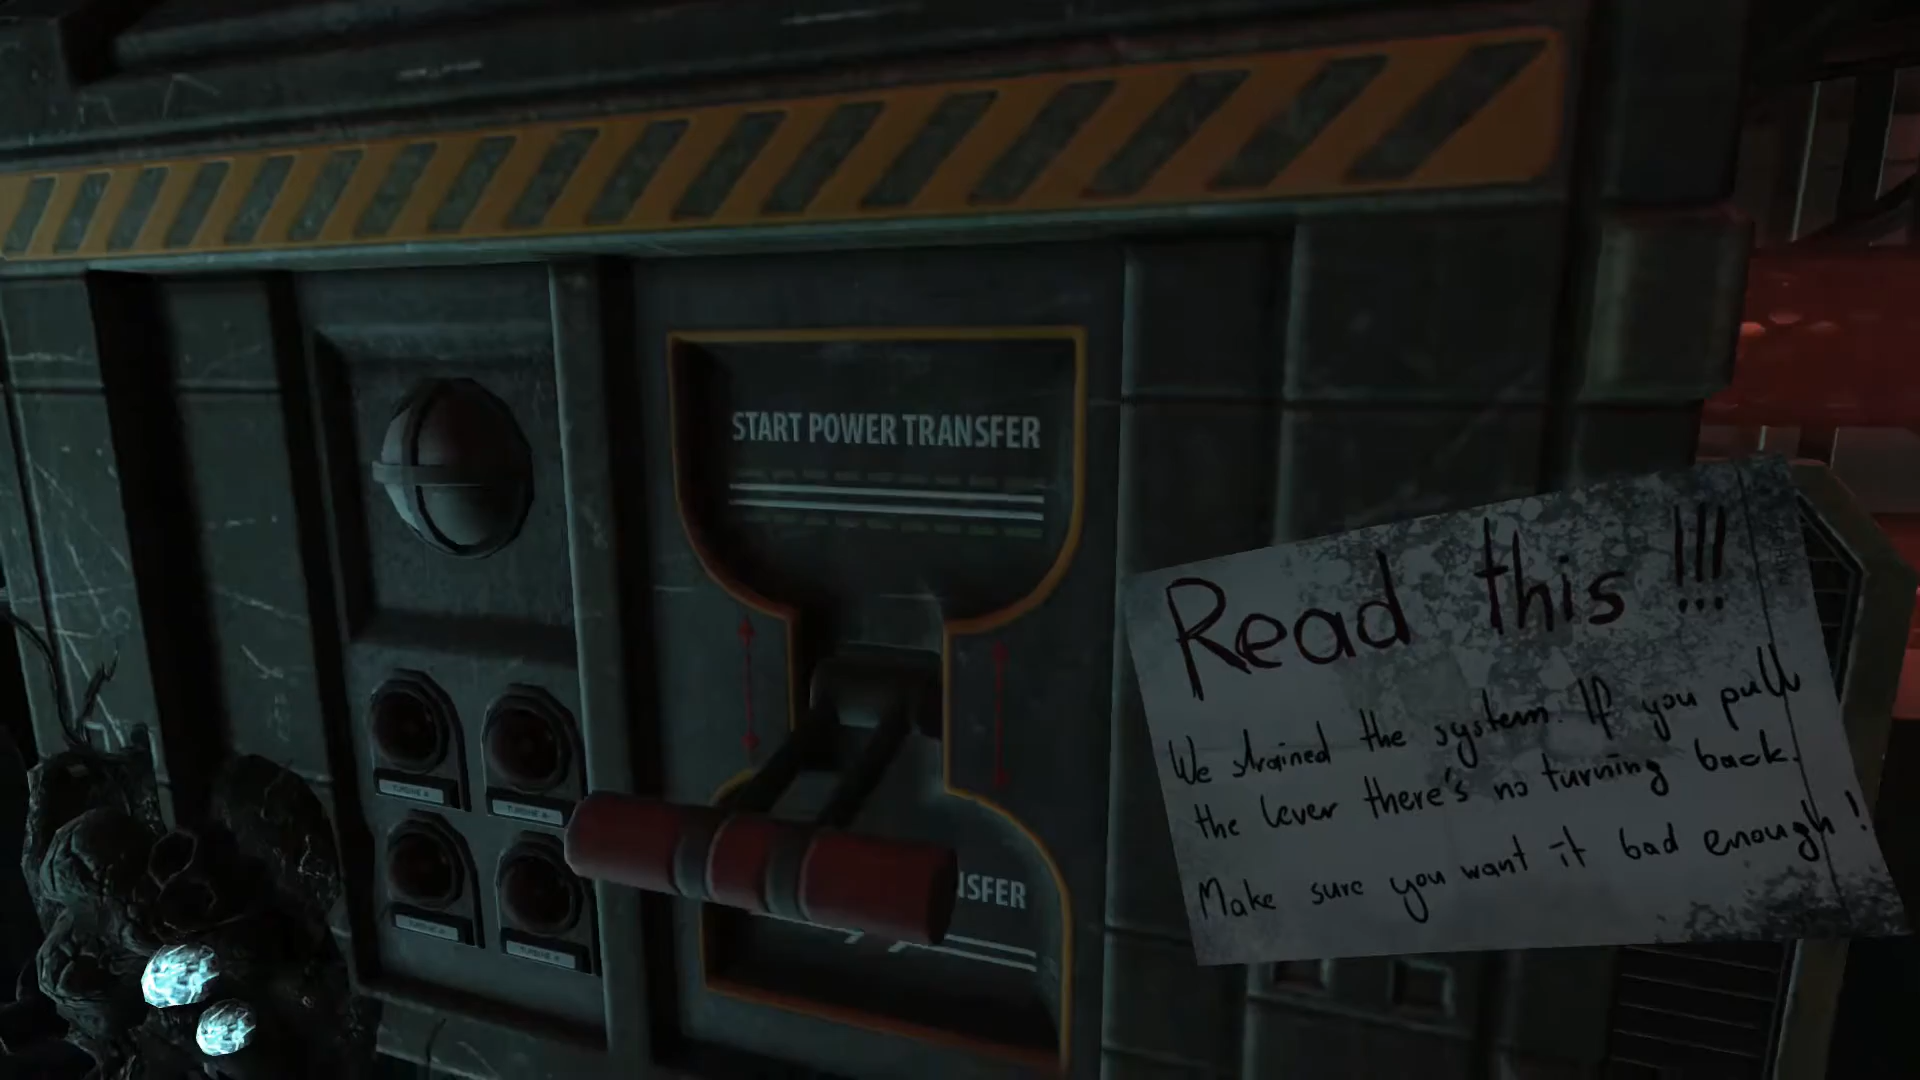 START POWER TRANSFER
NSFER
Read this !!!
We strained the system. If you pull
the lever there's no turning back.
Make sure you want it bad enough!